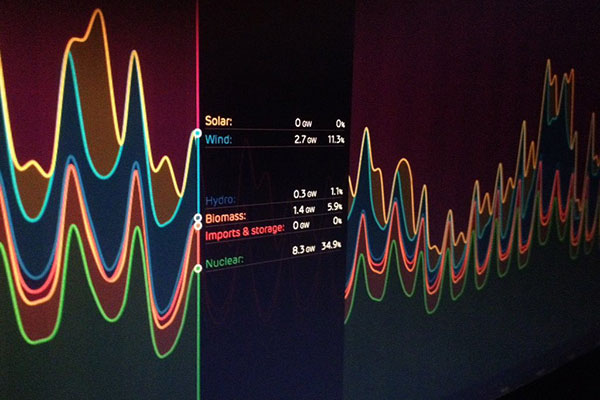 Solar: 0 GW 0%
Wind: 2.7 GW 11.3%
Hydro: 0.3 GW 1.1%
Biomass: 1.4 GW 5.9%
Imports & storage: 0 GW 0%
Nuclear: 8.3 GW 34.9%